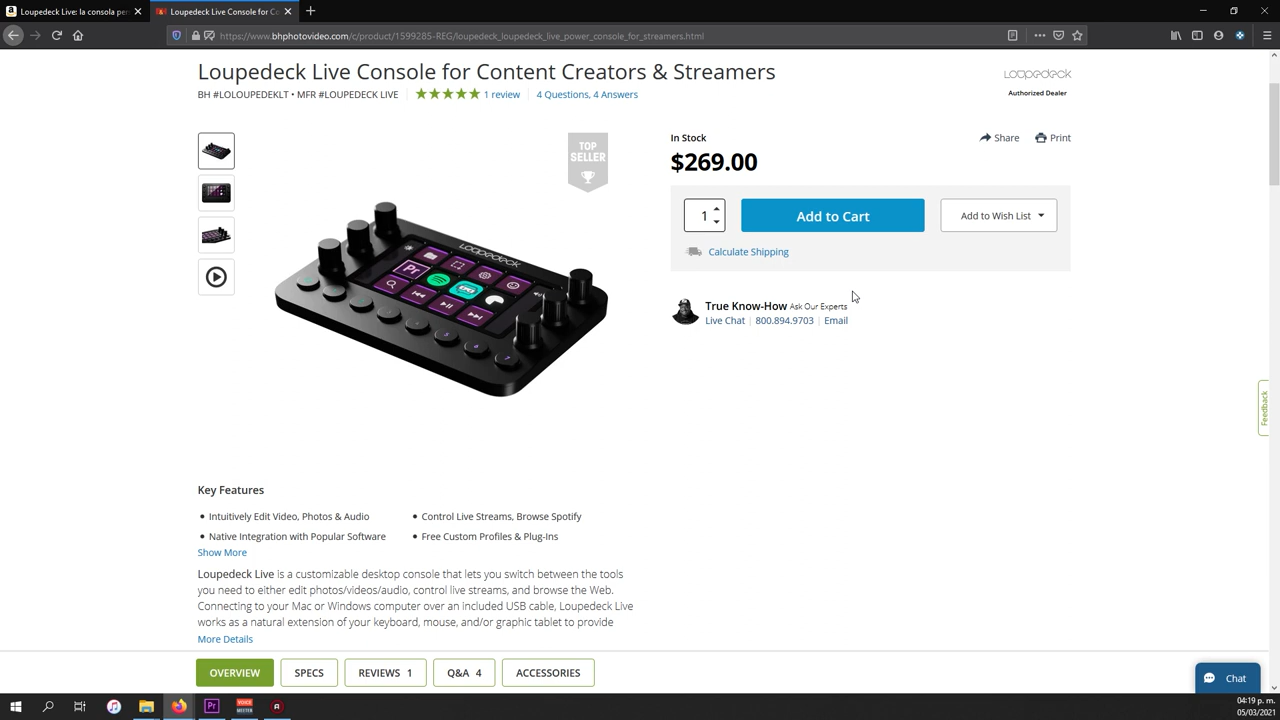 Loupedeck Live: la consola per
Loupedeck Live Console for Co
https://www.bhphotovideo.com/c/product/1599285-REG/loupedeck_loupedeck_live_power_console_for_streamers.html
Loupedeck Live Console for Content Creators & Streamers
BH #LOLOUPEDEKLT • MFR #LOUPEDECK LIVE
1 review
4 Questions, 4 Answers
Loupedeck
Authorized Dealer
TOP
SELLER
In Stock
Share
Print
$269.00
1
Add to Cart
Add to Wish List
Calculate Shipping
True Know-How Ask Our Experts
Live Chat | 800.894.9703 | Email
Loupedeck
Pr
7
Feedback
Key Features
• Intuitively Edit Video, Photos & Audio
• Control Live Streams, Browse Spotify
• Native Integration with Popular Software
• Free Custom Profiles & Plug-Ins
Show More
Loupedeck Live is a customizable desktop console that lets you switch between the tools
you need to either edit photos/videos/audio, control live streams, and browse the Web.
Connecting to your Mac or Windows computer over an included USB cable, Loupedeck Live
works as a natural extension of your keyboard, mouse, and/or graphic tablet to provide
More Details
OVERVIEW
SPECS
REVIEWS 1
Q&A 4
ACCESSORIES
Chat
Pr
VOICE
MEETER
04:19 p. m.
05/03/2021